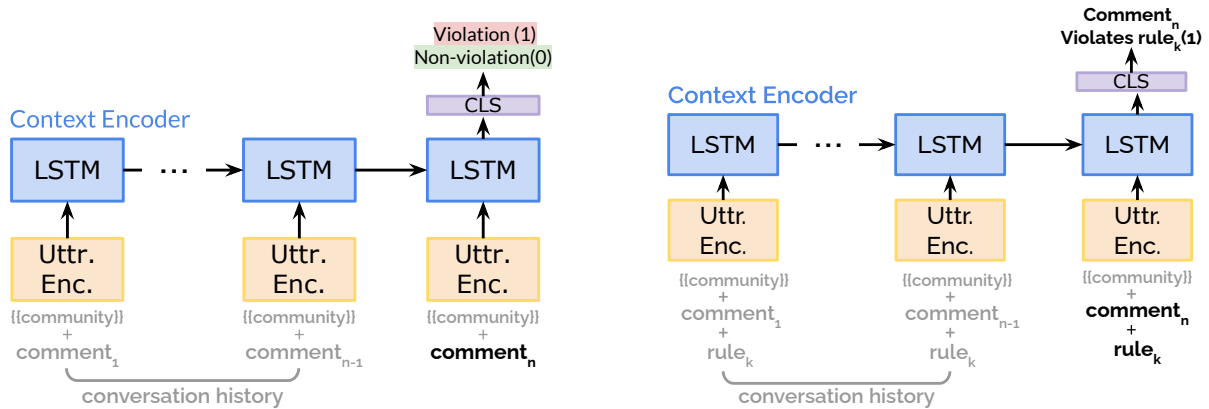 Violation (1)
Non-violation(0)
CLS
Context Encoder
LSTM
...
LSTM
LSTM
Uttr.
Enc.
Uttr.
Enc.
Uttr.
Enc.
{{community}}
+
comment₁
{{community}}
+
commentₙ₋₁
{{community}}
+
commentₙ
conversation history
Commentₙ
Violates ruleₖ(1)
CLS
Context Encoder
LSTM
...
LSTM
LSTM
Uttr.
Enc.
Uttr.
Enc.
Uttr.
Enc.
{{community}}
+
comment₁
+
ruleₖ
{{community}}
+
commentₙ₋₁
+
ruleₖ
{{community}}
+
commentₙ
+
ruleₖ
conversation history